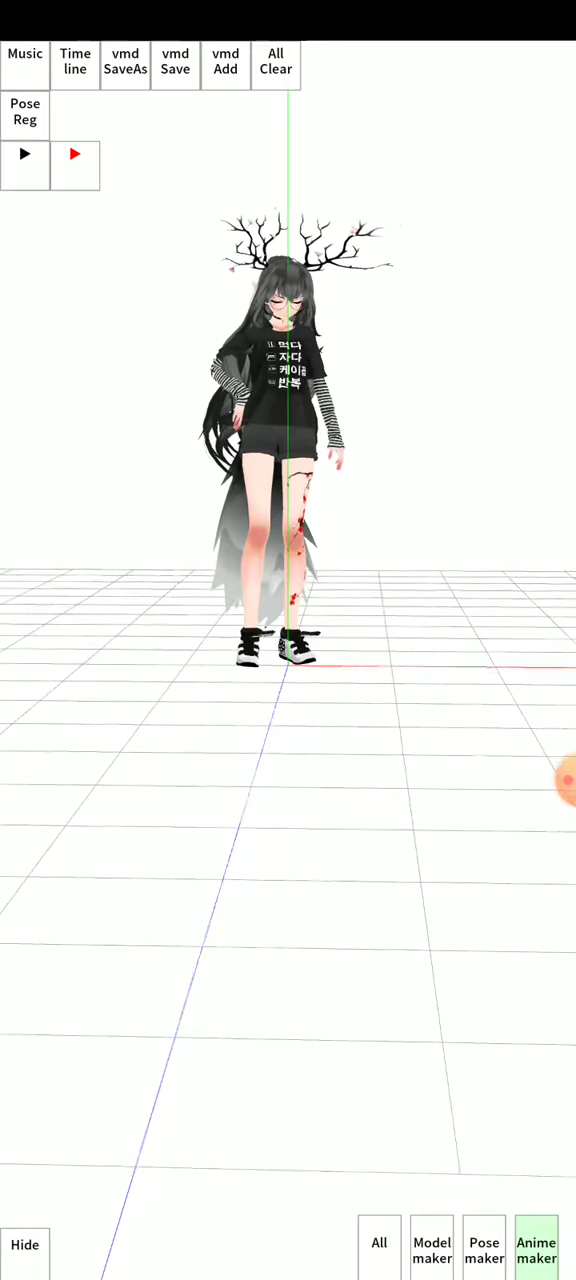 Music
Time
line
vmd
SaveAs
vmd
Save
vmd
Add
All
Clear
Pose
Reg
먹다
자다
케이팝
반복
Hide
All
Model
maker
Pose
maker
Anime
maker